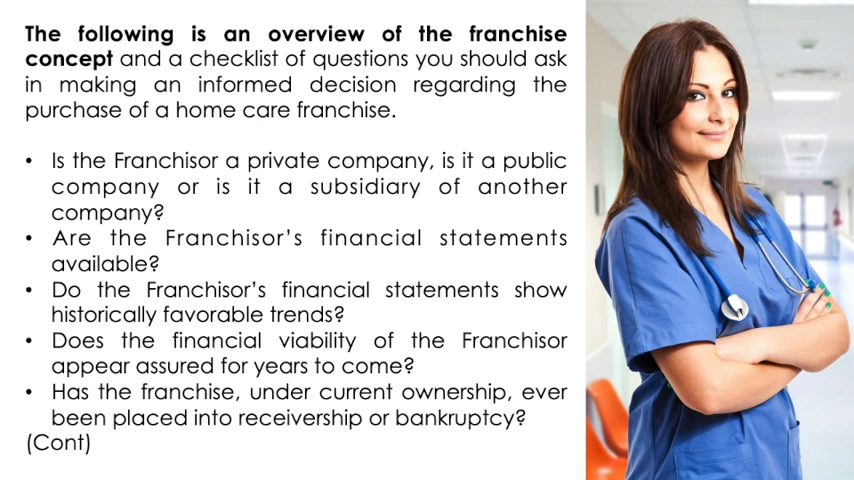 The following is an overview of the franchise
concept and a checklist of questions you should ask
in making an informed decision regarding the
purchase of a home care franchise.
• Is the Franchisor a private company, is it a public
company or is it a subsidiary of another
company?
• Are the Franchisor’s financial statements
available?
• Do the Franchisor’s financial statements show
historically favorable trends?
• Does the financial viability of the Franchisor
appear assured for years to come?
• Has the franchise, under current ownership, ever
been placed into receivership or bankruptcy?
(Cont)